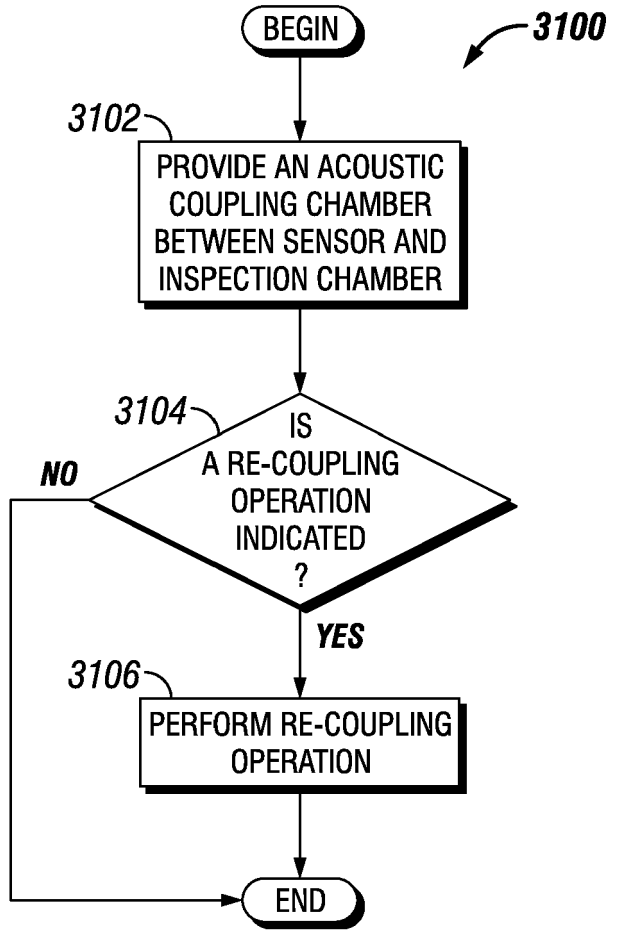 BEGIN
3100
3102
PROVIDE AN ACOUSTIC
COUPLING CHAMBER
BETWEEN SENSOR AND
INSPECTION CHAMBER
3104
IS
A RE-COUPLING
OPERATION
INDICATED
?
NO
YES
3106
PERFORM RE-COUPLING
OPERATION
END